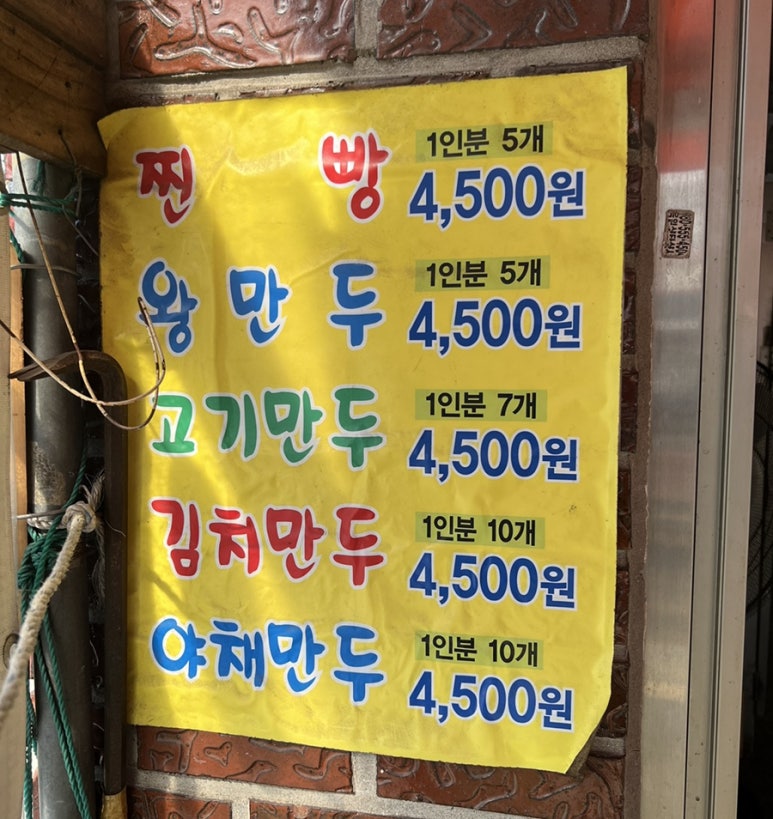 찐 빵 1인분 5개
4,500원
왕만두 1인분 5개
4,500원
고기만두 1인분 7개
4,500원
김치만두 1인분 10개
4,500원
야채만두 1인분 10개
4,500원